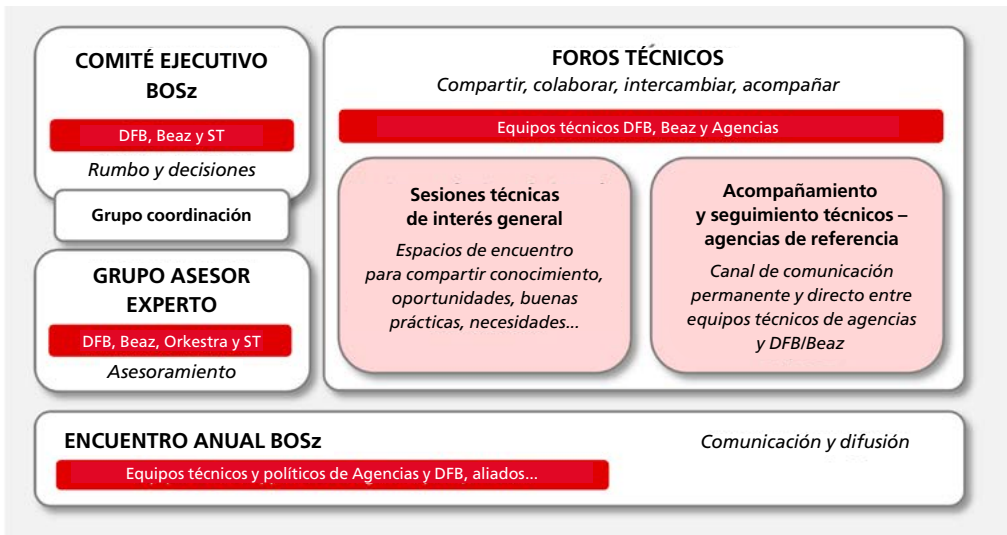 COMITÉ EJECUTIVO
BOSz
DFB, Beaz y ST
Rumbo y decisiones
Grupo coordinación
GRUPO ASESOR
EXPERTO
DFB, Beaz, Orkestra y ST
Asesoramiento
FOROS TÉCNICOS
Compartir, colaborar, intercambiar, acompañar
Equipos técnicos DFB, Beaz y Agencias
Sesiones técnicas
de interés general
Espacios de encuentro
para compartir conocimiento,
oportunidades, buenas
prácticas, necesidades...
Acompañamiento
y seguimiento técnicos –
agencias de referencia
Canal de comunicación
permanente y directo entre
equipos técnicos de agencias
y DFB/Beaz
ENCUENTRO ANUAL BOSz
Equipos técnicos y políticos de Agencias y DFB, aliados...
Comunicación y difusión